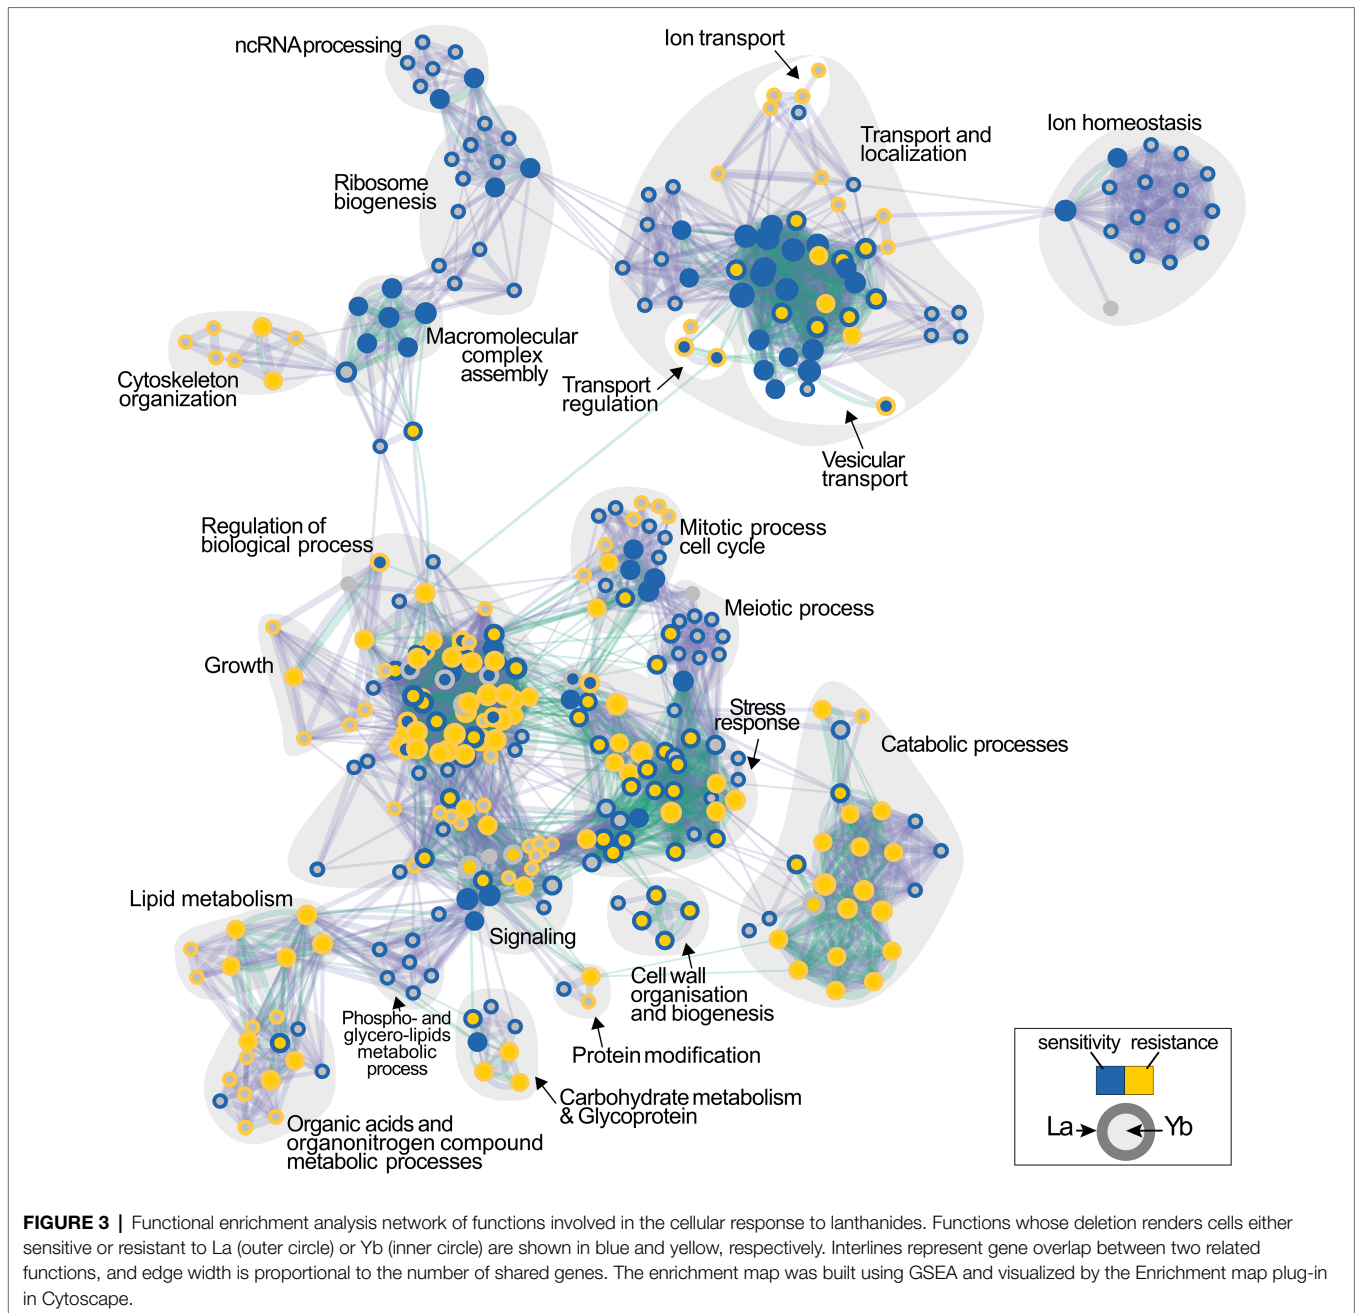 ncRNA processing
Ion transport
Transport and
localization
Ion homeostasis
Ribosome
biogenesis
Macromolecular
complex
assembly
Cytoskeleton
organization
Transport
regulation
Vesicular
transport
Regulation of
biological process
Mitotic process
cell cycle
Meiotic process
Growth
Stress
response
Catabolic processes
Lipid metabolism
Signaling
Cell wall
organisation
and biogenesis
Phospho- and
glycero-lipids
metabolic
process
Protein modification
Carbohydrate metabolism
& Glycoprotein
Organic acids and
organonitrogen compound
metabolic processes
sensitivity resistance
La Yb
FIGURE 3 | Functional enrichment analysis network of functions involved in the cellular response to lanthanides. Functions whose deletion renders cells either
sensitive or resistant to La (outer circle) or Yb (inner circle) are shown in blue and yellow, respectively. Interlines represent gene overlap between two related
functions, and edge width is proportional to the number of shared genes. The enrichment map was built using GSEA and visualized by the Enrichment map plug-in
in Cytoscape.